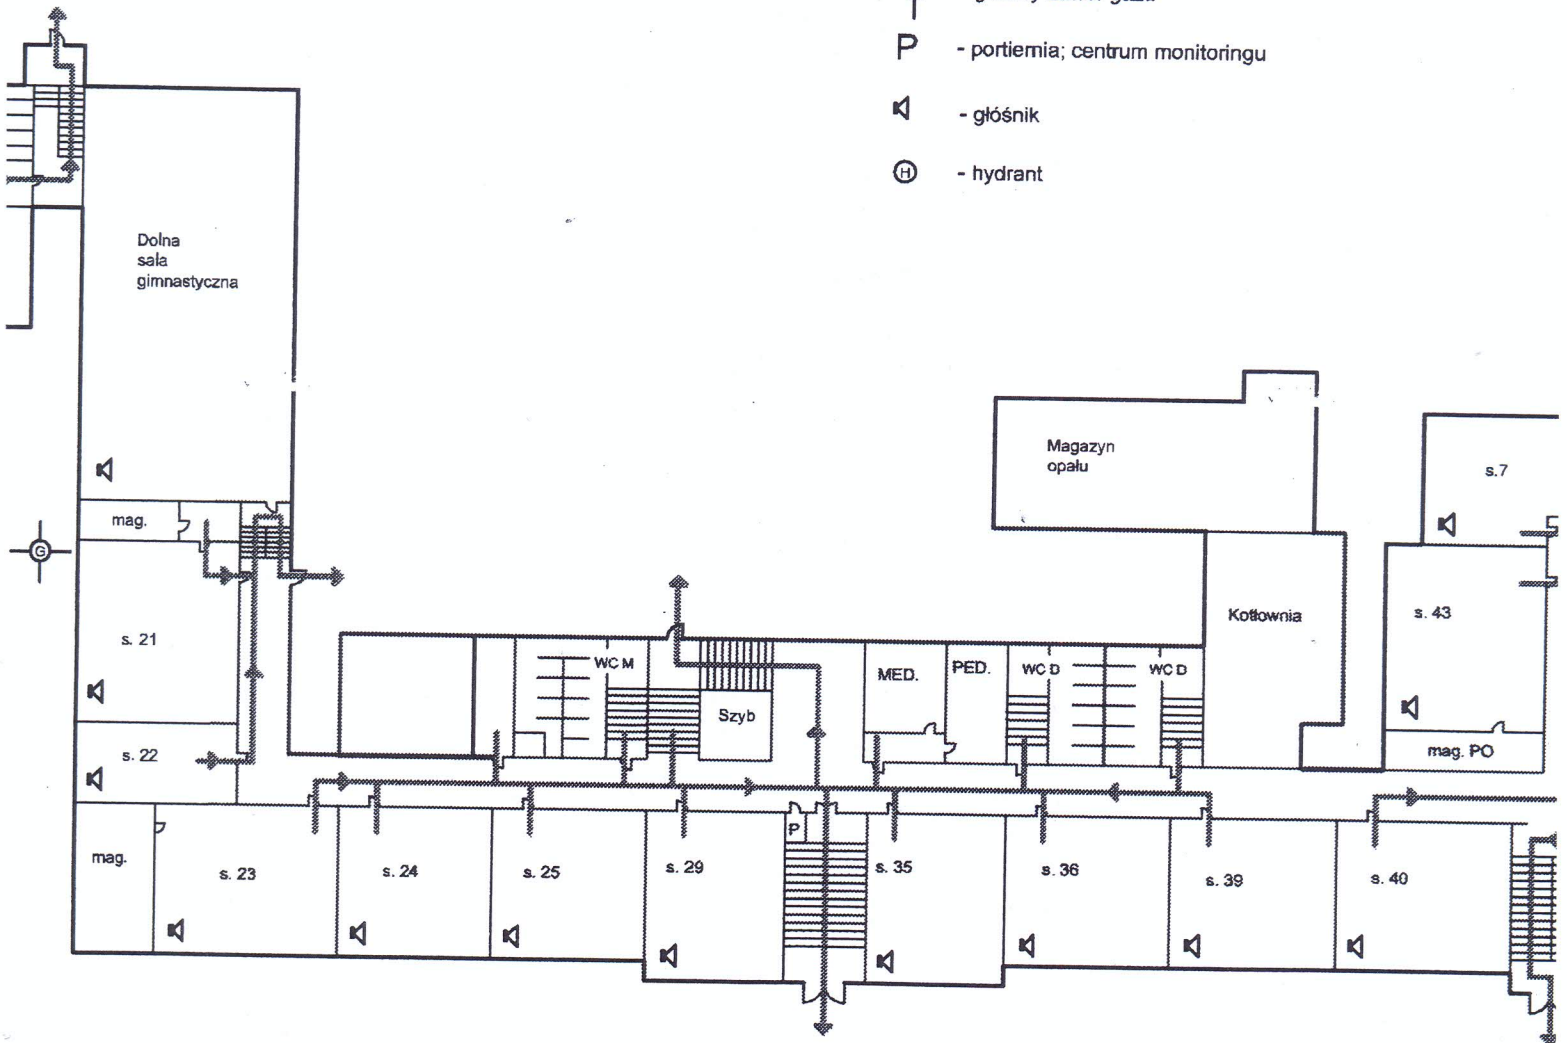 P - portiernia; centrum monitoringu
- głóśnik
H - hydrant
Dolna
sala
gimnastyczna
Magazyn
opału
s.7
mag.
G
s. 21
s. 43
Kotłownia
WC M
MED.
PED.
WC D
WC D
Szyb
s. 22
mag. PO
P
mag.
s. 23
s. 24
s. 25
s. 29
s. 35
s. 36
s. 39
s. 40